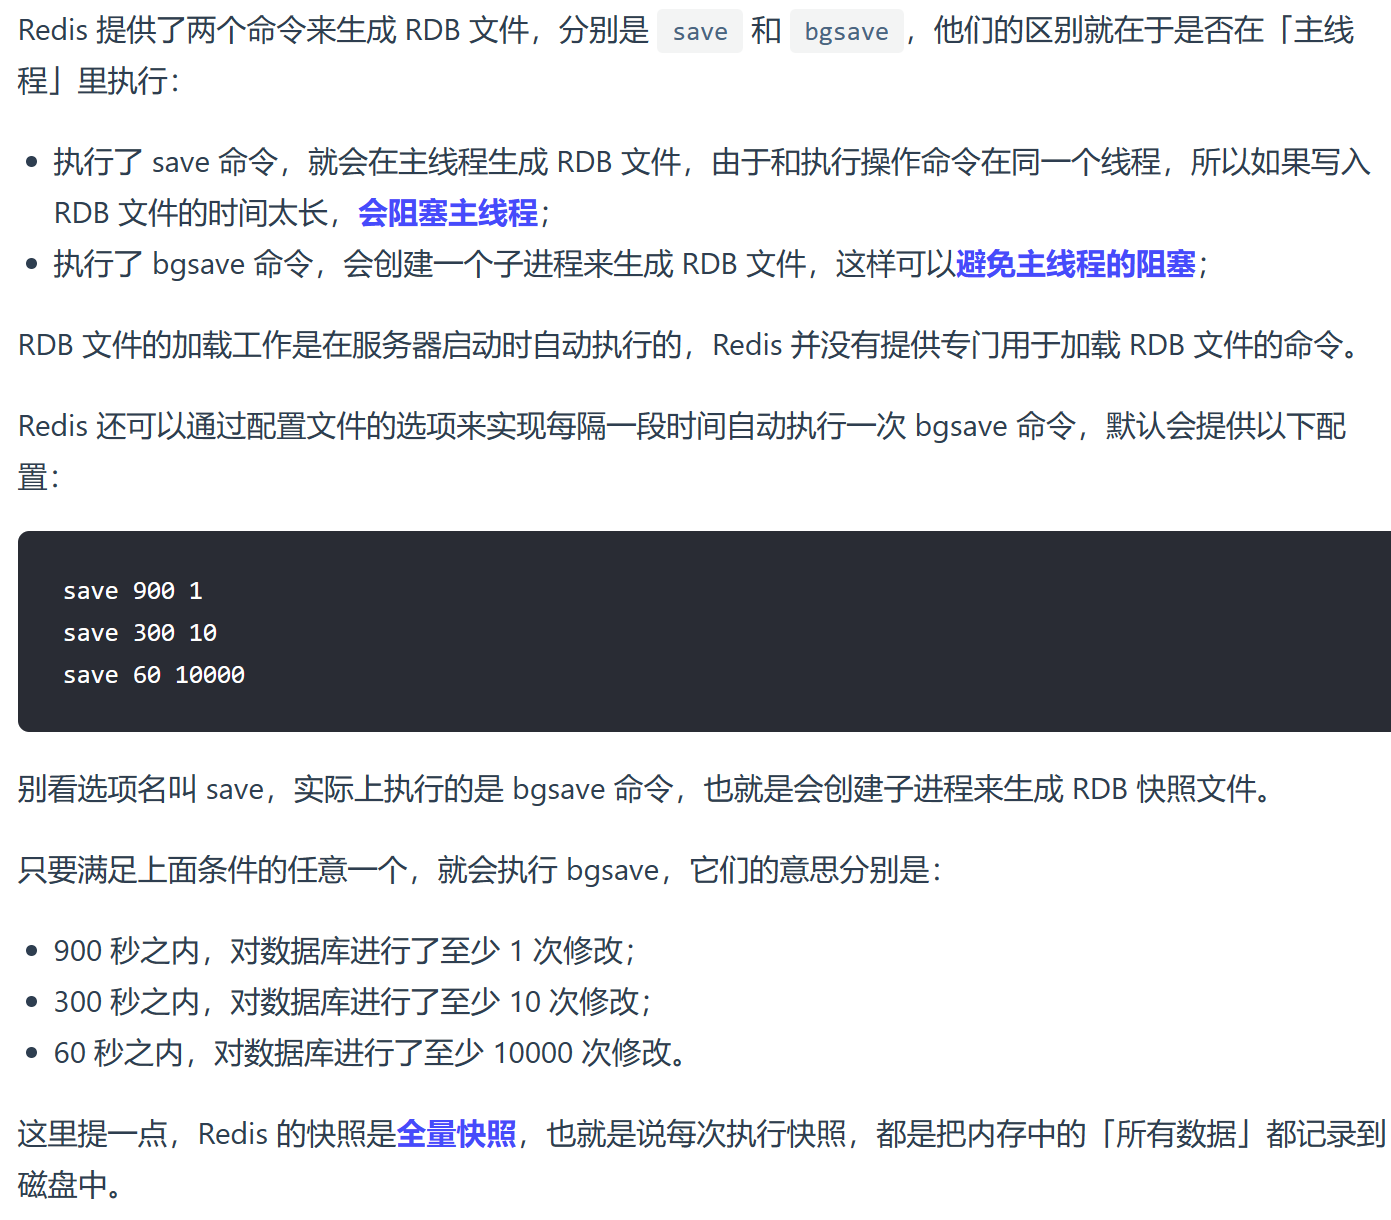 Redis 提供了两个命令来生成 RDB 文件，分别是 save 和 bgsave，他们的区别就在于是否在「主线
程」里执行：
执行了 save 命令，就会在主线程生成 RDB 文件，由于和执行操作命令在同一个线程，所以如果写入
RDB 文件的时间太长，会阻塞主线程；
执行了 bgsave 命令，会创建一个子进程来生成 RDB 文件，这样可以避免主线程的阻塞；
RDB 文件的加载工作是在服务器启动时自动执行的，Redis 并没有提供专门用于加载 RDB 文件的命令。
Redis 还可以通过配置文件的选项来实现每隔一段时间自动执行一次 bgsave 命令，默认会提供以下配
置：
save 900 1
save 300 10
save 60 10000
别看选项名叫 save，实际上执行的是 bgsave 命令，也就是会创建子进程来生成 RDB 快照文件。
只要满足上面条件的任意一个，就会执行 bgsave，它们的意思分别是：
900 秒之内，对数据库进行了至少 1 次修改；
300 秒之内，对数据库进行了至少 10 次修改；
60 秒之内，对数据库进行了至少 10000 次修改。
这里提一点，Redis 的快照是全量快照，也就是说每次执行快照，都是把内存中的「所有数据」都记录到
磁盘中。